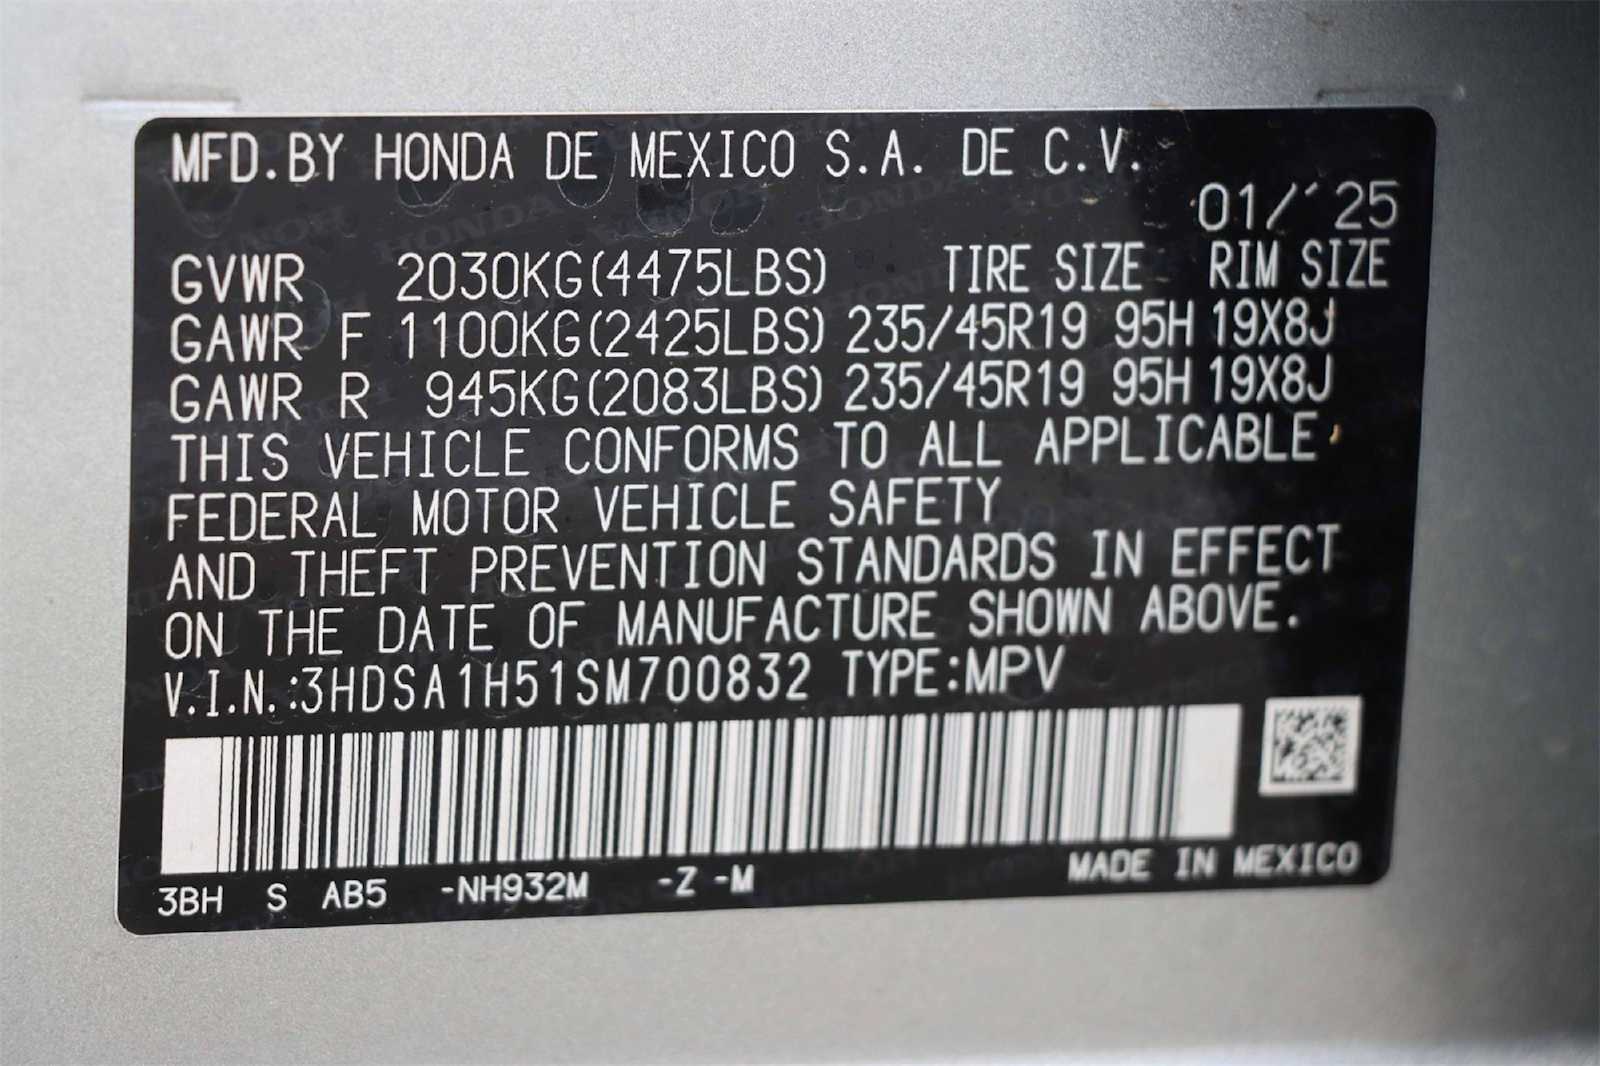 MFD.BY HONDA DE MEXICO S.A. DE C.V.
01/'25
GVWR 2030KG(4475LBS) TIRE SIZE RIM SIZE
GAWR F 1100KG(2425LBS) 235/45R19 95H 19X8J
GAWR R 945KG(2083LBS) 235/45R19 95H 19X8J
THIS VEHICLE CONFORMS TO ALL APPLICABLE
FEDERAL MOTOR VEHICLE SAFETY
AND THEFT PREVENTION STANDARDS IN EFFECT
ON THE DATE OF MANUFACTURE SHOWN ABOVE.
V.I.N.:3HDSA1H51SM700832 TYPE:MPV
3BH S AB5 -NH932M -Z -M MADE IN MEXICO